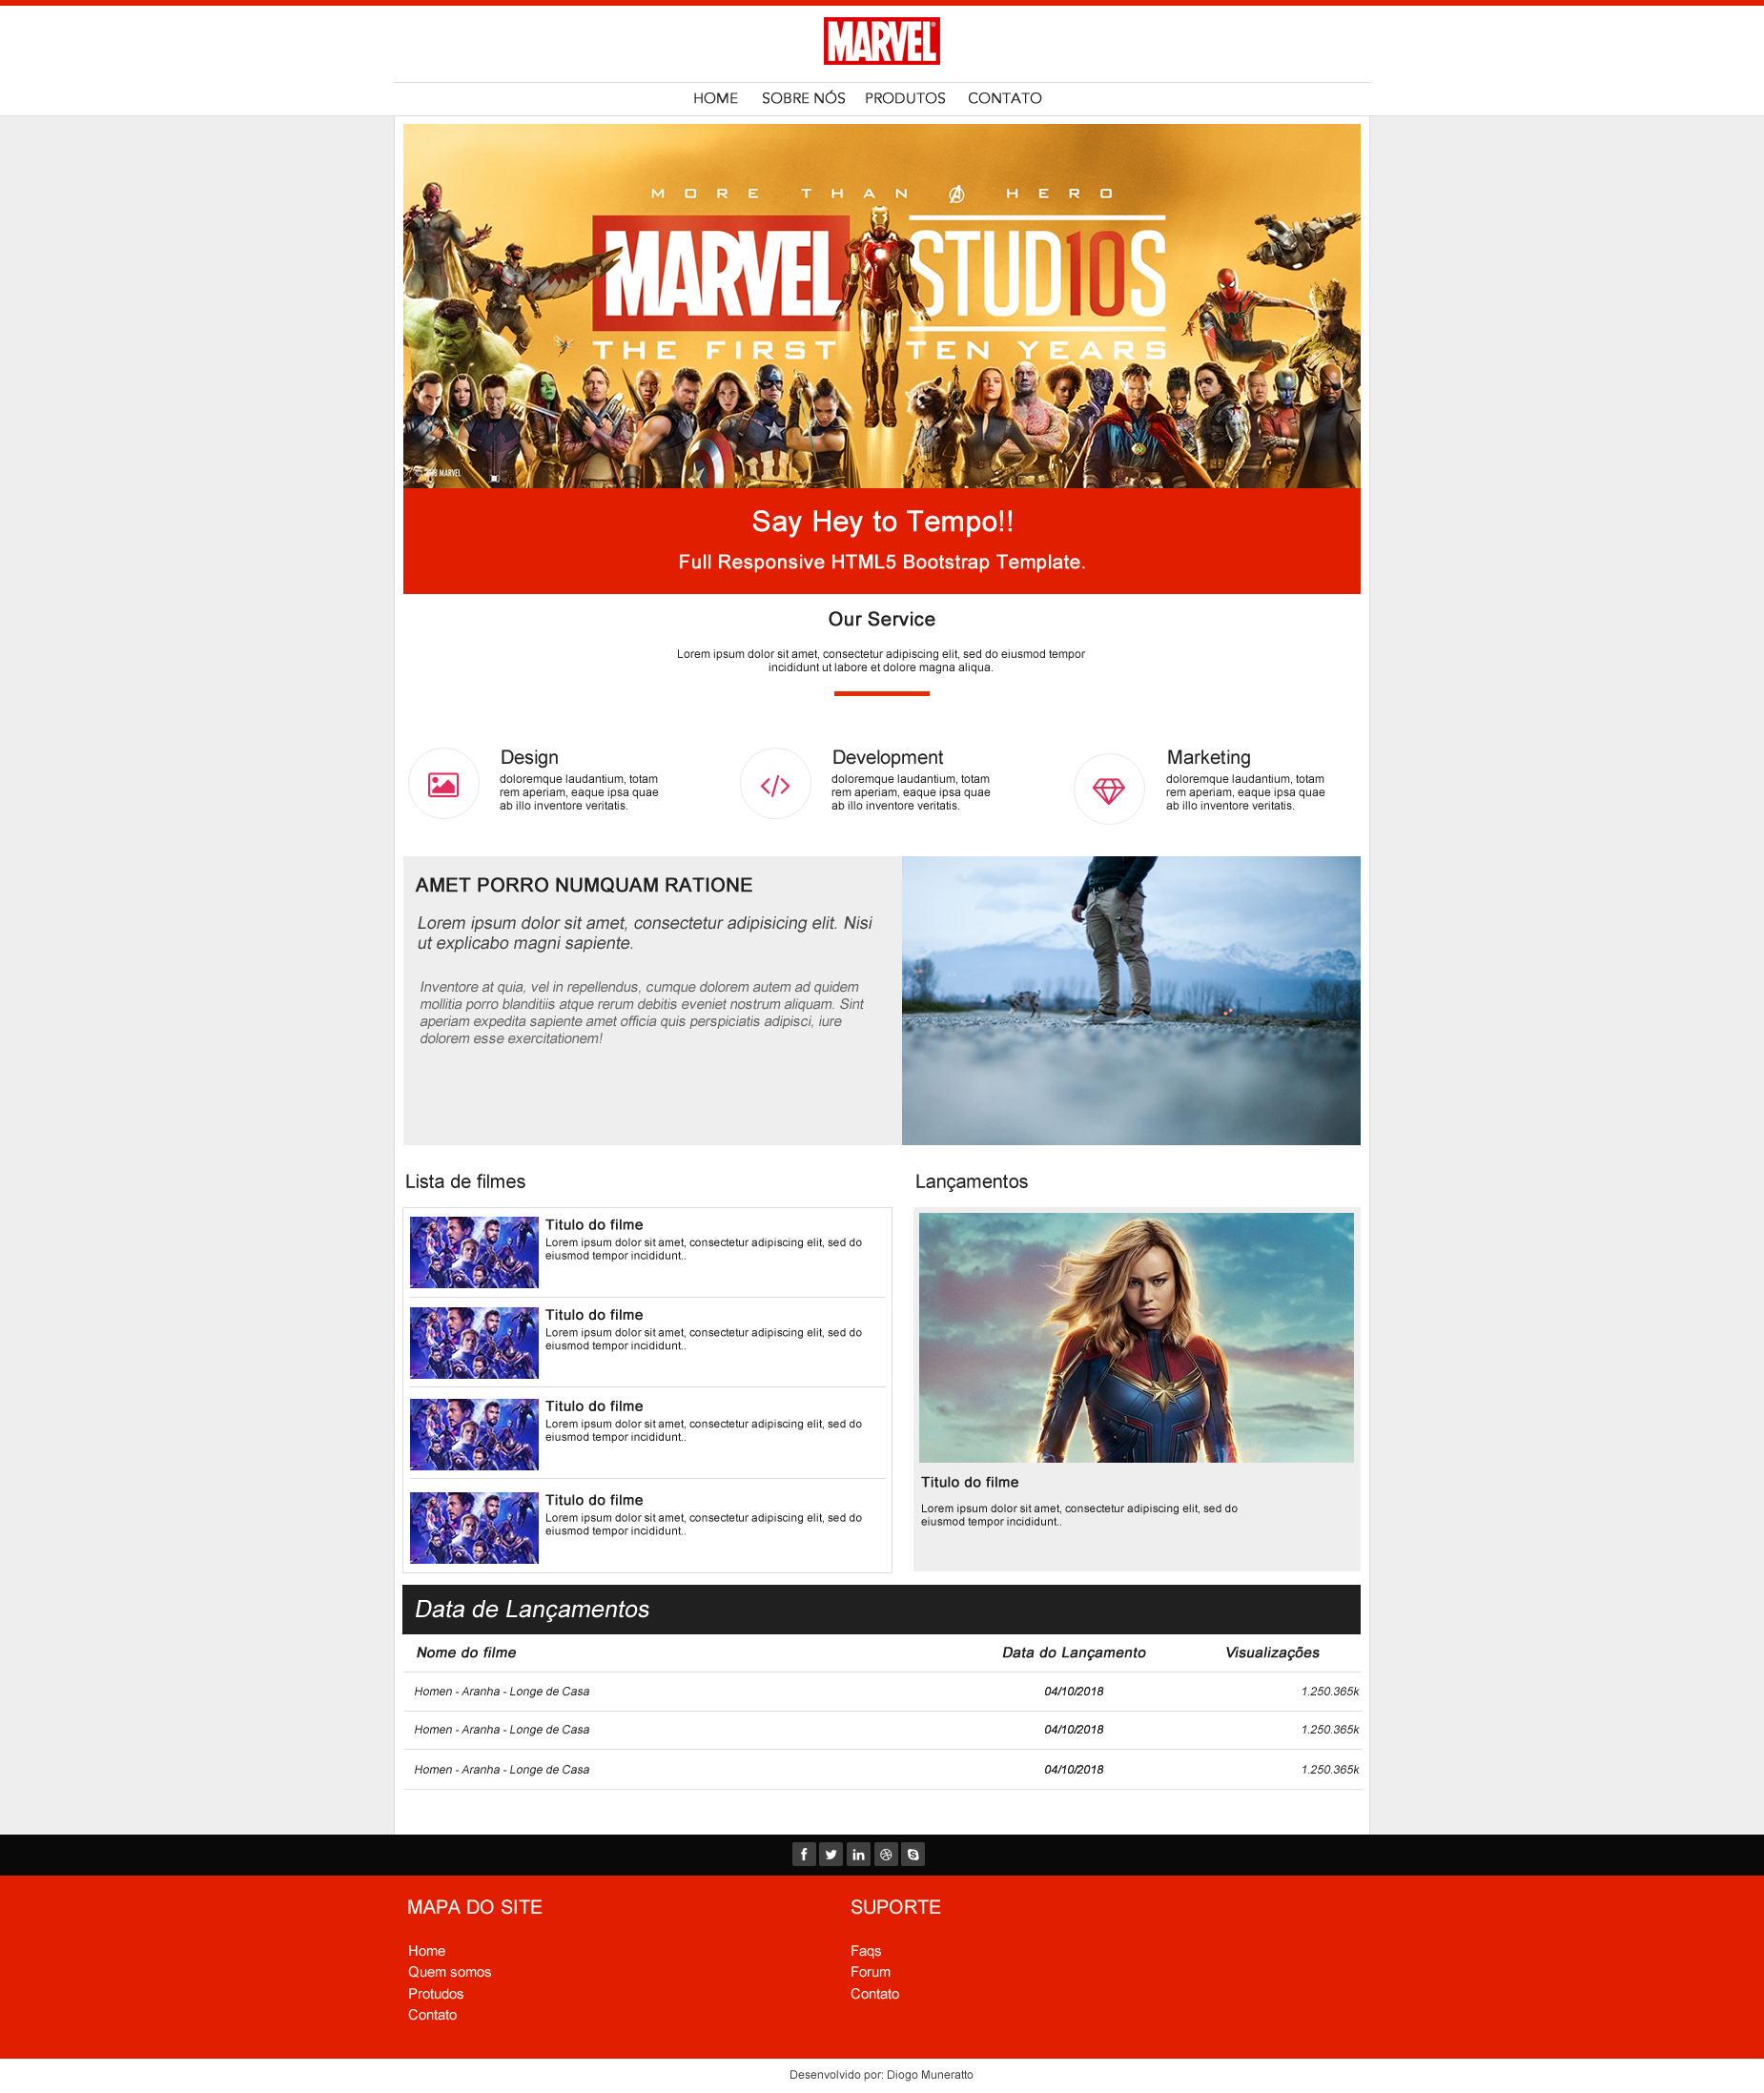 MARVEL
HOME SOBRE NÓS PRODUTOS CONTATO
MORE THAN A HERO
MARVEL STUD10S
THE FIRST TEN YEARS
MARVEL
Say Hey to Tempo!!
Full Responsive HTML5 Bootstrap Template.
Our Service
Lorem ipsum dolor sit amet, consectetur adipiscing elit, sed do eiusmod tempor
incididunt ut labore et dolore magna aliqua.
Design
doloremque laudantium, totam
rem aperiam, eaque ipsa quae
ab illo inventore veritatis.
Development
doloremque laudantium, totam
rem aperiam, eaque ipsa quae
ab illo inventore veritatis.
Marketing
doloremque laudantium, totam
rem aperiam, eaque ipsa quae
ab illo inventore veritatis.
AMET PORRO NUMQUAM RATIONE
Lorem ipsum dolor sit amet, consectetur adipisicing elit. Nisi
ut explicabo magni sapiente.
Inventore at quia, vel in repellendus, cumque dolorem autem ad quidem
mollitia porro blanditiis atque rerum debitis eveniet nostrum aliquam. Sint
aperiam expedita sapiente amet officia quis perspiciatis adipisci, iure
dolorem esse exercitationem!
Lista de filmes
Titulo do filme
Lorem ipsum dolor sit amet, consectetur adipiscing elit, sed do
eiusmod tempor incididunt..
Titulo do filme
Lorem ipsum dolor sit amet, consectetur adipiscing elit, sed do
eiusmod tempor incididunt..
Titulo do filme
Lorem ipsum dolor sit amet, consectetur adipiscing elit, sed do
eiusmod tempor incididunt..
Titulo do filme
Lorem ipsum dolor sit amet, consectetur adipiscing elit, sed do
eiusmod tempor incididunt..
Lançamentos
Titulo do filme
Lorem ipsum dolor sit amet, consectetur adipiscing elit, sed do
eiusmod tempor incididunt..
Data de Lançamentos
Nome do filme Data do Lançamento Visualizações
Homen - Aranha - Longe de Casa 04/10/2018 1.250.365k
Homen - Aranha - Longe de Casa 04/10/2018 1.250.365k
Homen - Aranha - Longe de Casa 04/10/2018 1.250.365k
MAPA DO SITE
Home
Quem somos
Protudos
Contato
SUPORTE
Faqs
Forum
Contato
Desenvolvido por: Diogo Muneratto